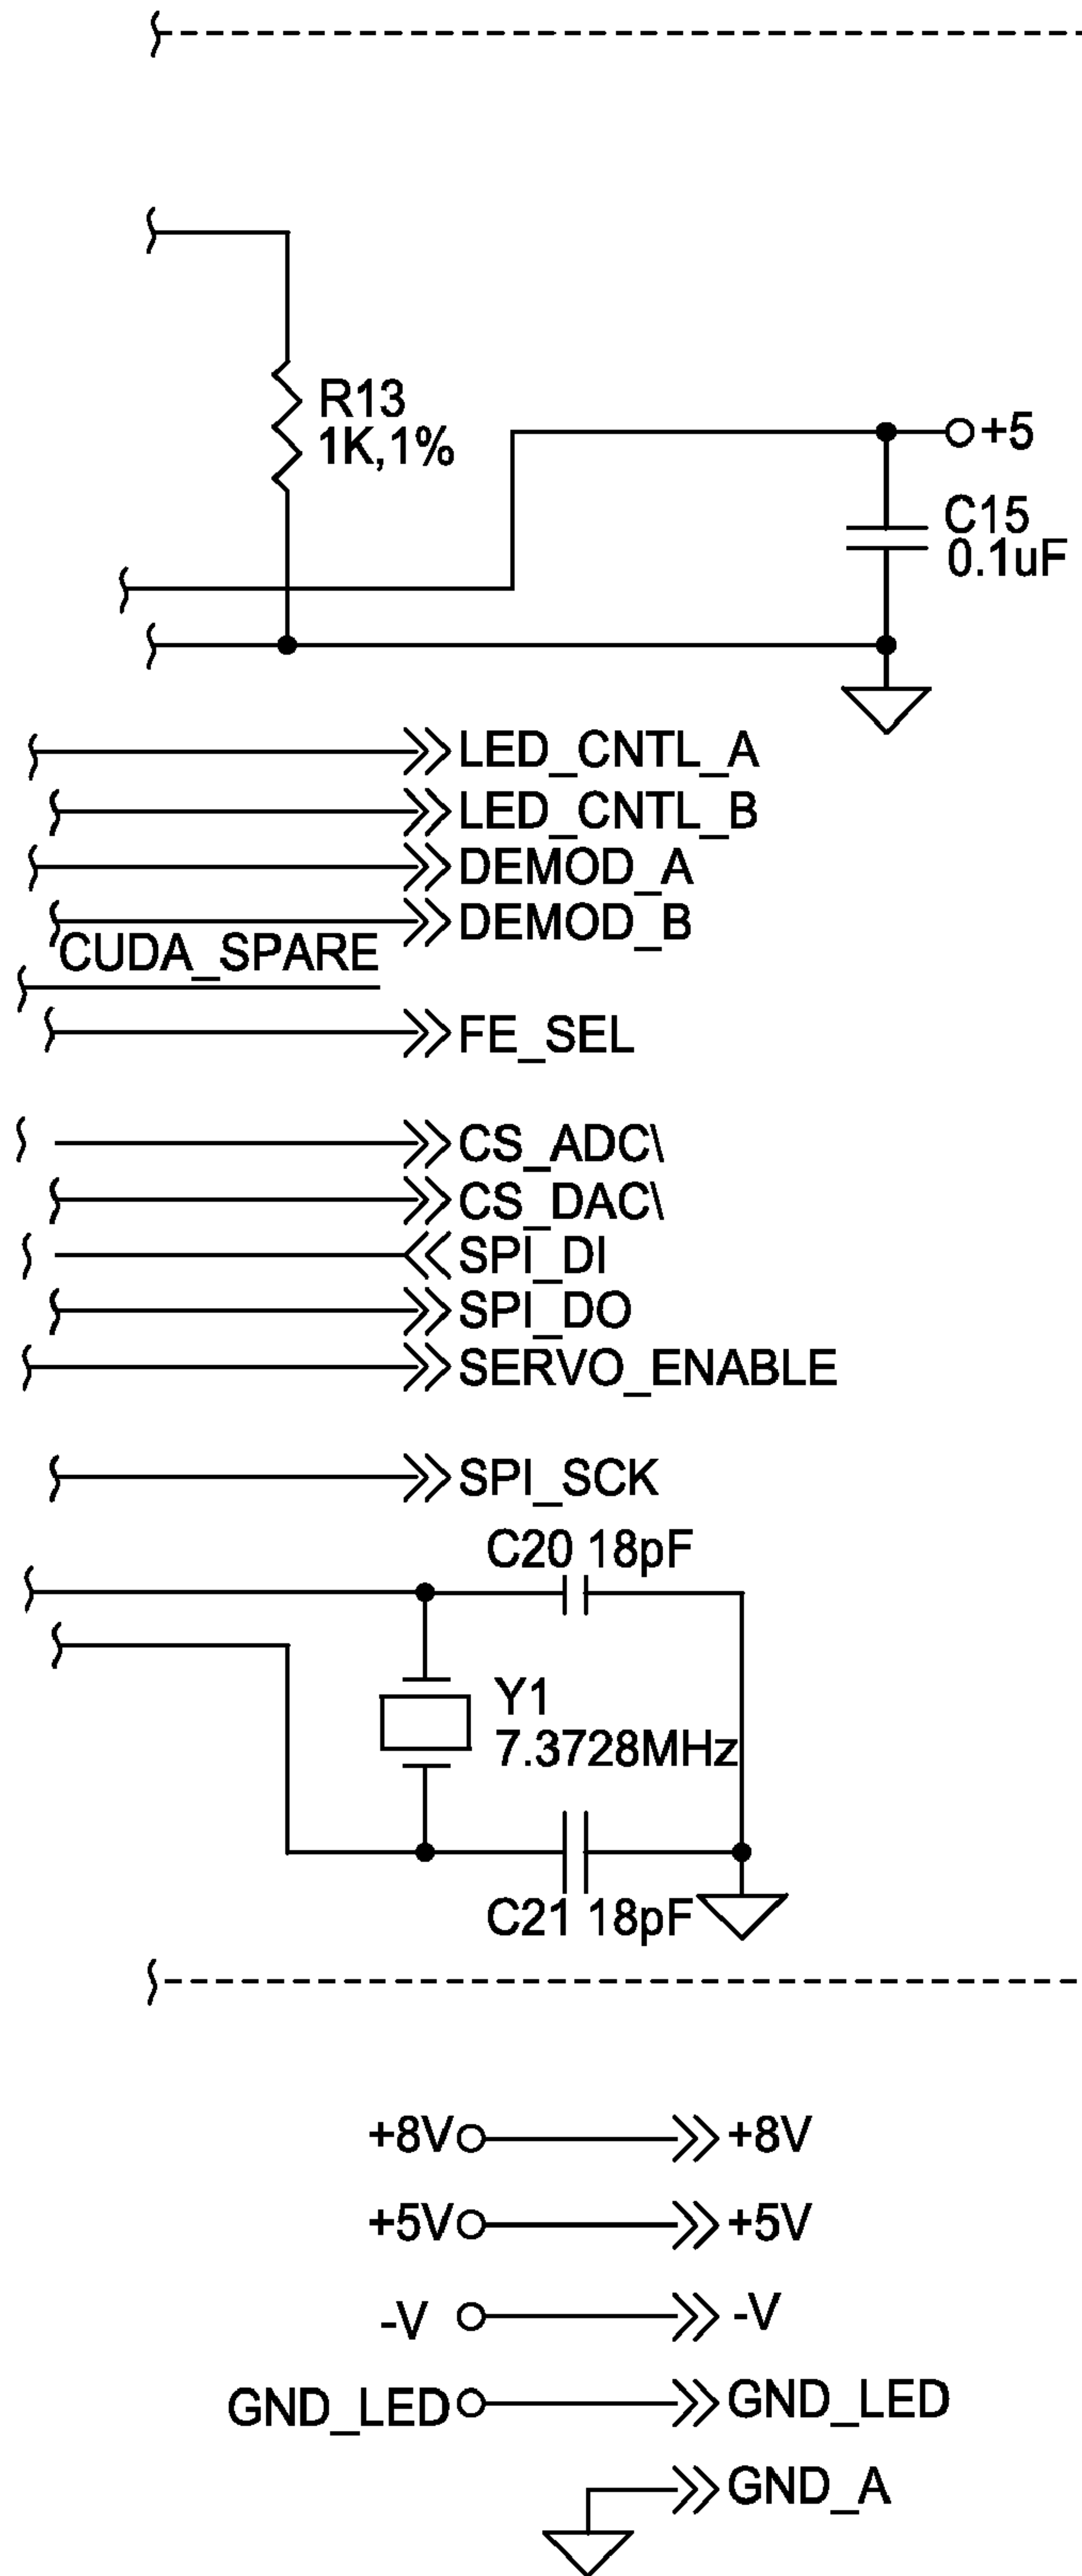 R13
1K,1%
+5
C15
0.1uF
LED_CNTL_A
LED_CNTL_B
DEMOD_A
DEMOD_B
CUDA_SPARE
FE_SEL
CS_ADC\
CS_DAC\
SPI_DI
SPI_DO
SERVO_ENABLE
SPI_SCK
C20 18pF
Y1
7.3728MHz
C21 18pF
+8V +8V
+5V +5V
-V -V
GND_LED GND_LED
GND_A